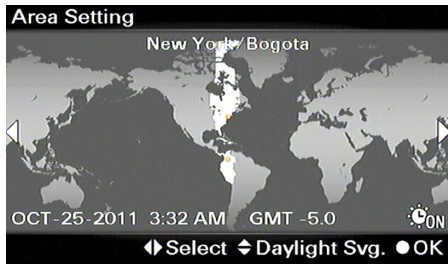 Area Setting
New York/Bogota
OCT-25-2011 3:32 AM GMT -5.0
ON
Select Daylight Svg. OK